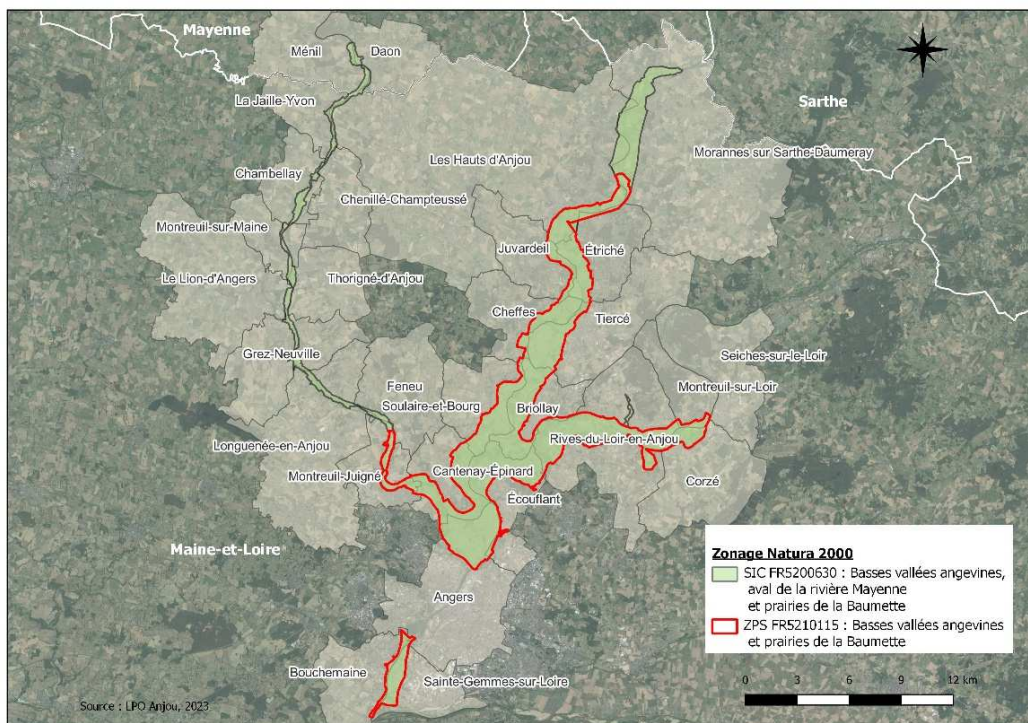 Mayenne
Ménil
Daon
La Jaille-Yvon
Sarthe
Les Hauts d'Anjou
Morannes sur Sarthe-Daumeray
Chambellay
Chenillé-Champteussé
Montreuil-sur-Maine
Juvardeil
Étriché
Le Lion-d'Angers
Thorigné-d'Anjou
Cheffes
Tiercé
Grez-Neuville
Seiches-sur-le-Loir
Feneu
Montreuil-sur-Loir
Soulaire-et-Bourg
Briollay
Longuenée-en-Anjou
Rives-du-Loir-en-Anjou
Montreuil-Juigné
Cantenay-Épinard
Corzé
Écouflant
Maine-et-Loire
Angers
Bouchemaine
Sainte-Gemmes-sur-Loire
Zonage Natura 2000
SIC FR5200630 : Basses vallées angevines,
aval de la rivière Mayenne
et prairies de la Baumette
ZPS FR5210115 : Basses vallées angevines
et prairies de la Baumette
0 3 6 9 12 km
Source : LPO Anjou, 2023